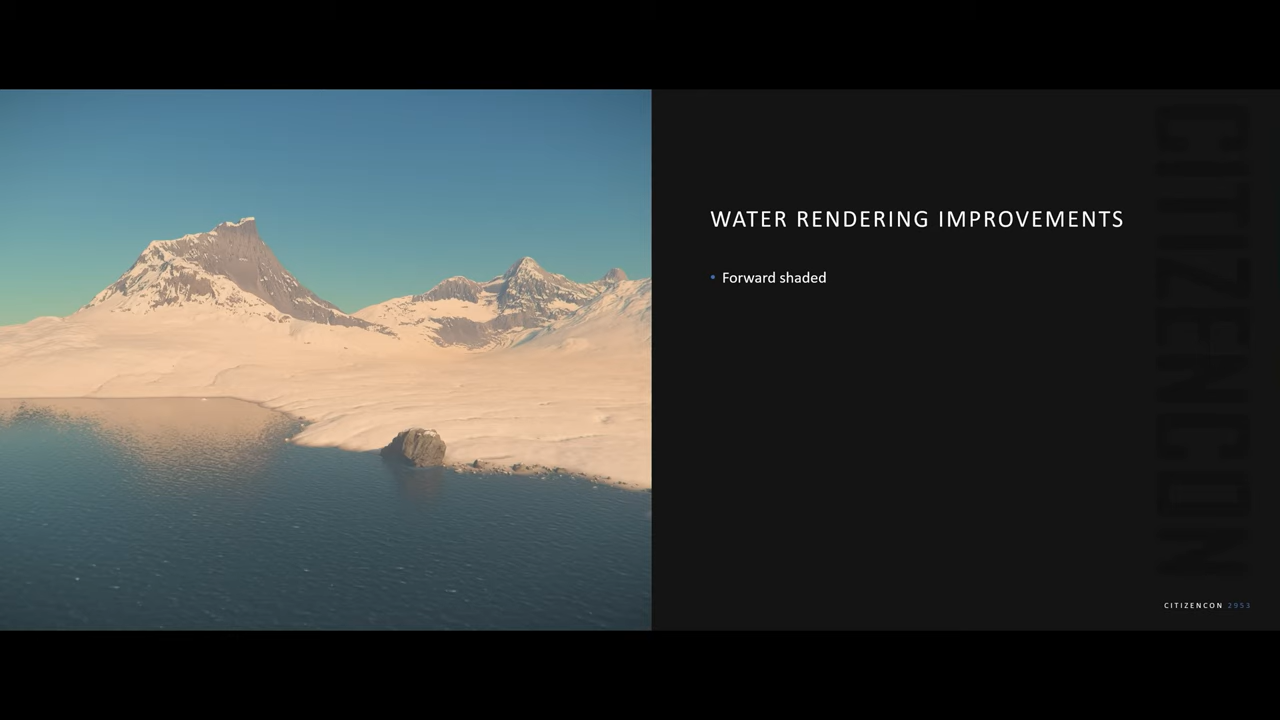 WATER RENDERING IMPROVEMENTS
• Forward shaded
CITIZENCON
CITIZENCON 2953